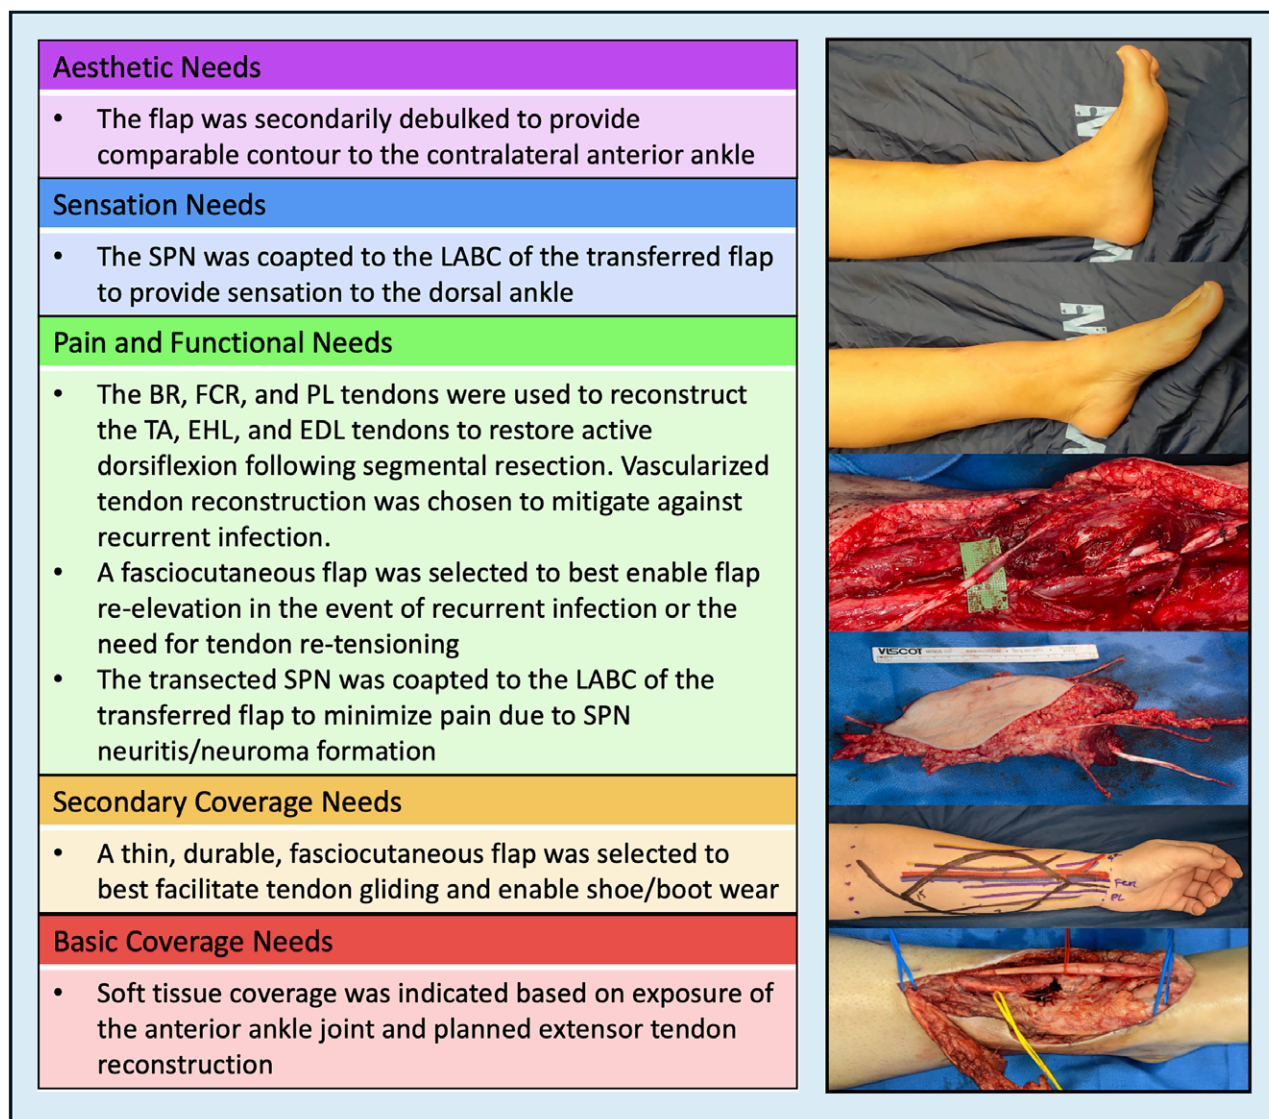 Aesthetic Needs
• The flap was secondarily debulked to provide
comparable contour to the contralateral anterior ankle
Sensation Needs
• The SPN was coapted to the LABC of the transferred flap
to provide sensation to the dorsal ankle
Pain and Functional Needs
• The BR, FCR, and PL tendons were used to reconstruct
the TA, EHL, and EDL tendons to restore active
dorsiflexion following segmental resection. Vascularized
tendon reconstruction was chosen to mitigate against
recurrent infection.
• A fasciocutaneous flap was selected to best enable flap
re-elevation in the event of recurrent infection or the
need for tendon re-tensioning
• The transected SPN was coapted to the LABC of the
transferred flap to minimize pain due to SPN
neuritis/neuroma formation
Secondary Coverage Needs
• A thin, durable, fasciocutaneous flap was selected to
best facilitate tendon gliding and enable shoe/boot wear
Basic Coverage Needs
• Soft tissue coverage was indicated based on exposure of
the anterior ankle joint and planned extensor tendon
reconstruction
VISCOT
FCR
PL